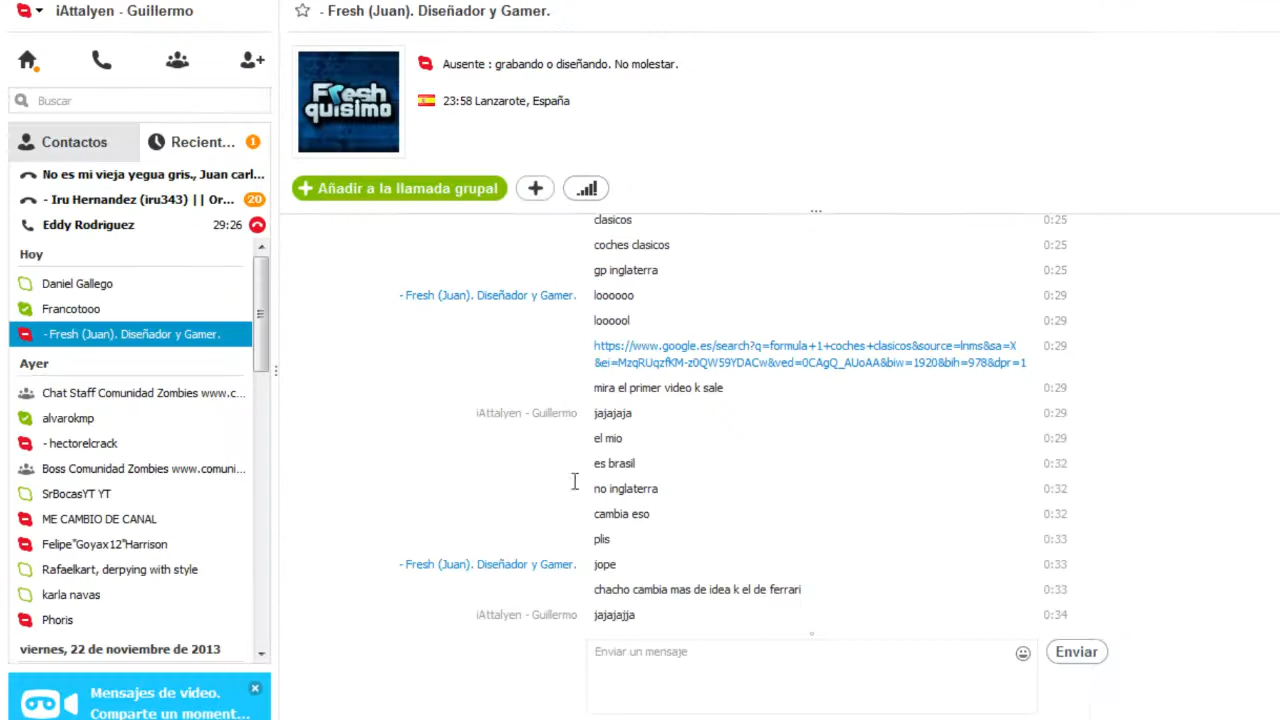 iAttalyen - Guillermo
Buscar
Contactos
Recient... 1
No es mi vieja yegua gris., Juan carl...
- Iru Hernandez (iru343) || Or... 20
Eddy Rodriguez 29:26
Hoy
Daniel Gallego
Francotooo
- Fresh (Juan). Diseñador y Gamer.
Ayer
Chat Staff Comunidad Zombies www.c...
alvarokmp
- hectorelcrack
Boss Comunidad Zombies www.comuni...
SrBocasYT YT
ME CAMBIO DE CANAL
Felipe"Goyax12"Harrison
Rafaelkart, derpying with style
karla navas
Phoris
viernes, 22 de noviembre de 2013
Mensajes de video.
Comparte un moment...
- Fresh (Juan). Diseñador y Gamer.
Fresh
quisimo
Ausente : grabando o diseñando. No molestar.
23:58 Lanzarote, España
Añadir a la llamada grupal
clasicos 0:25
coches clasicos 0:25
gp inglaterra 0:25
- Fresh (Juan). Diseñador y Gamer. loooooo 0:29
loooool 0:29
https://www.google.es/search?q=formula+1+coches+clasicos&source=lnms&sa=X 0:29
&ei=MzqRUqzfKM-z0QW59YDACw&ved=0CAgQ_AUoAA&biw=1920&bih=978&dpr=1
mira el primer video k sale 0:29
iAttalyen - Guillermo jajajaja 0:29
el mio 0:29
es brasil 0:32
no inglaterra 0:32
cambia eso 0:32
plis 0:33
- Fresh (Juan). Diseñador y Gamer. jope 0:33
chacho cambia mas de idea k el de ferrari 0:33
iAttalyen - Guillermo jajajajja 0:34
Enviar un mensaje
Enviar